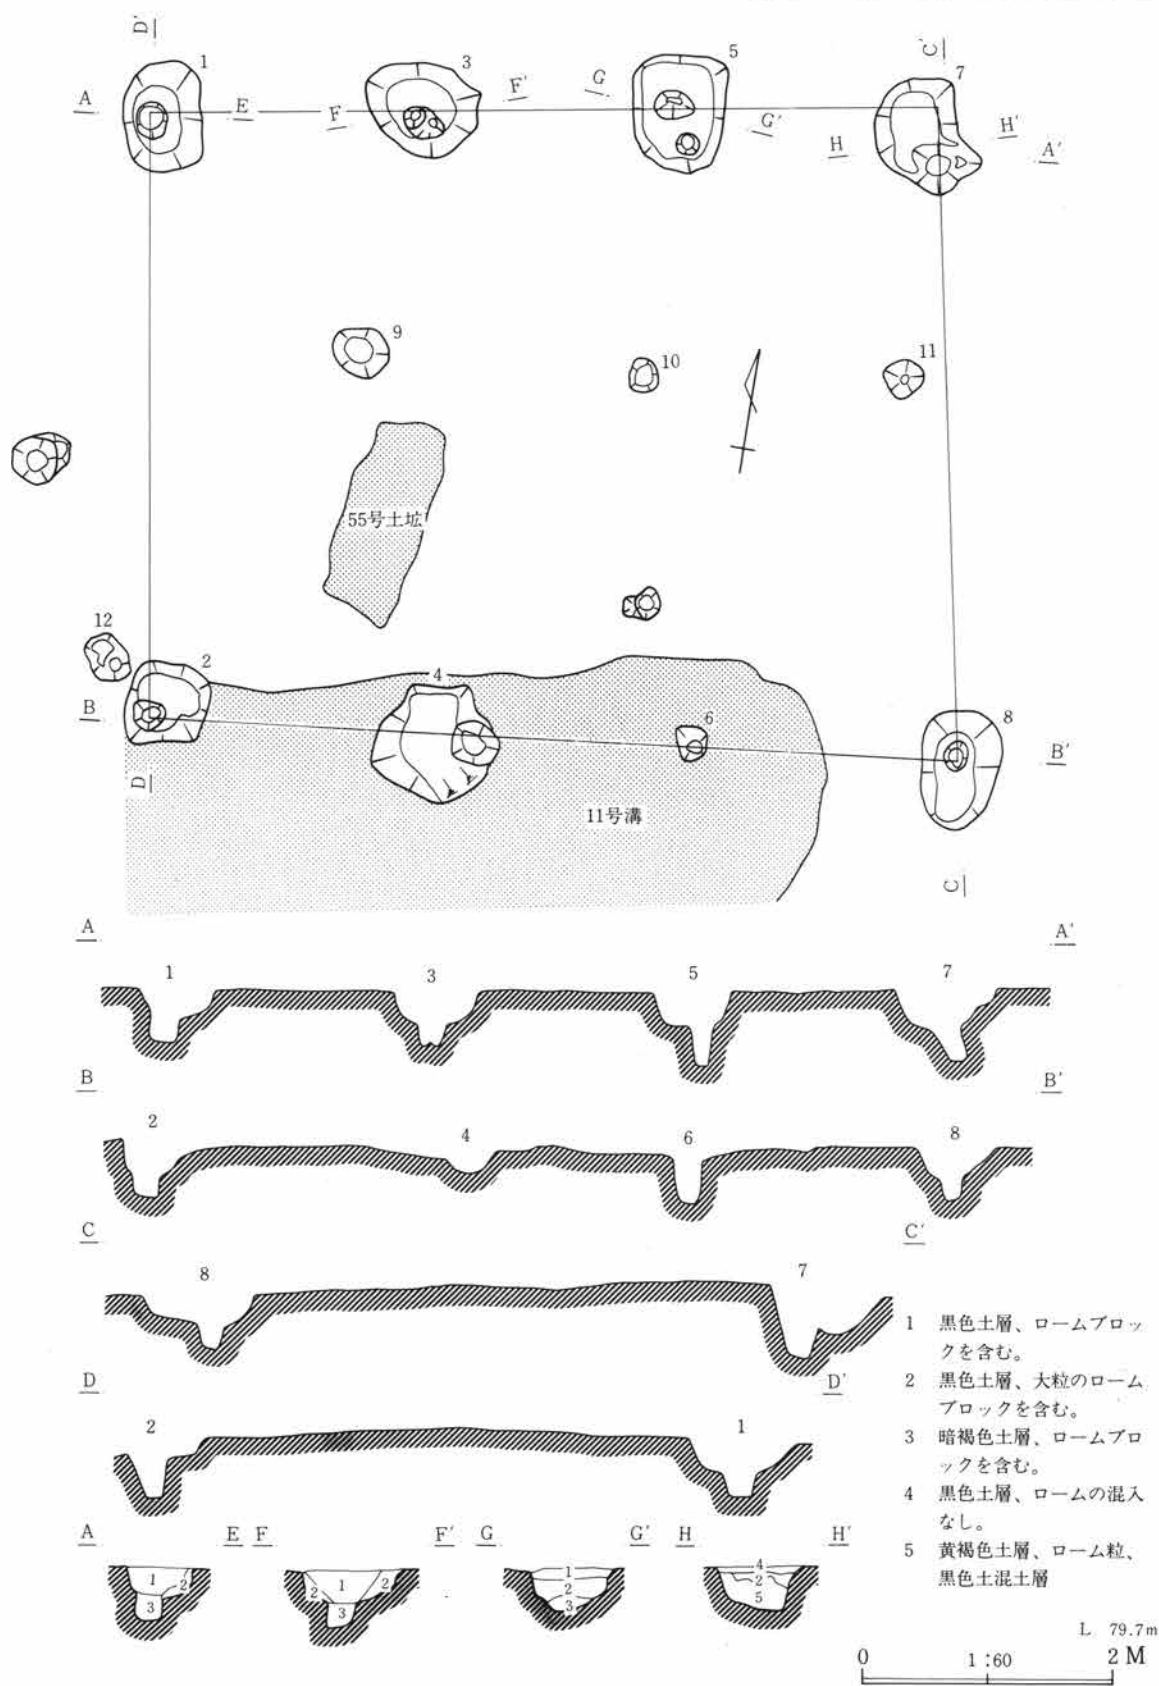 D'
C'
1
3
5
7
A
E
F
F'
G
G'
H
H'
A'
9
10
11
55号土坑
12
2
4
6
8
B
B'
D
11号溝
C
A
A'
1
3
5
7
B
B'
2
4
6
8
C
C'
8
7
D
D'
2
1
A
E
F
F'
G
G'
H
H'
1
2
3
2
1
2
3
1
2
3
4
2
5
1 黒色土層、ロームブロッ
クを含む。
2 黒色土層、大粒のローム
ブロックを含む。
3 暗褐色土層、ロームブロ
ックを含む。
4 黒色土層、ロームの混入
なし。
5 黄褐色土層、ローム粒、
黒色土混土層
L 79.7m
0 1:60 2M